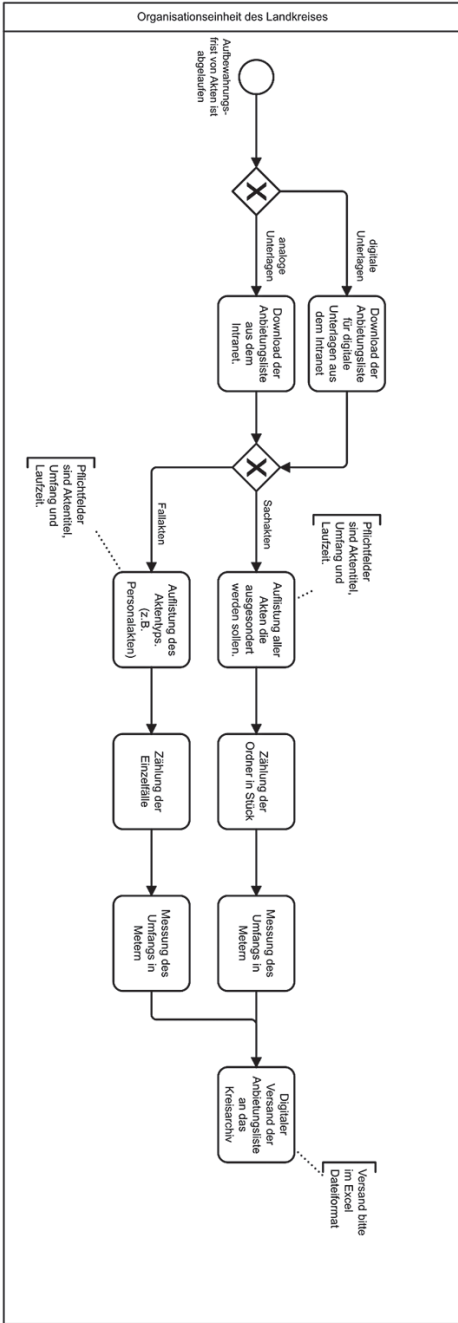 Organisationseinheit des Landkreises
Aufbewahrungs-
frist von Akten ist
abgelaufen
X
digitale
Unterlagen
analoge
Unterlagen
Download der
Anbietungsliste
für digitale
Unterlagen aus
dem Intranet
Download der
Anbietungsliste
aus dem
Intranet.
X
Sachakten
Fallakten
Pflichtfelder
sind Aktentitel,
Umfang und
Laufzeit.
Auflistung aller
Akten die
ausgesondert
werden sollen.
Zählung der
Ordner in Stück
Messung des
Umfangs in
Metern
Pflichtfelder
sind Aktentitel,
Umfang und
Laufzeit.
Auflistung des
Aktentyps.
(z.B.
Personalakten)
Zählung der
Einzelfälle
Messung des
Umfangs in
Metern
Digitaler
Versand der
Anbietungsliste
an das
Kreisarchiv
Versand bitte
im Excel
Dateiformat